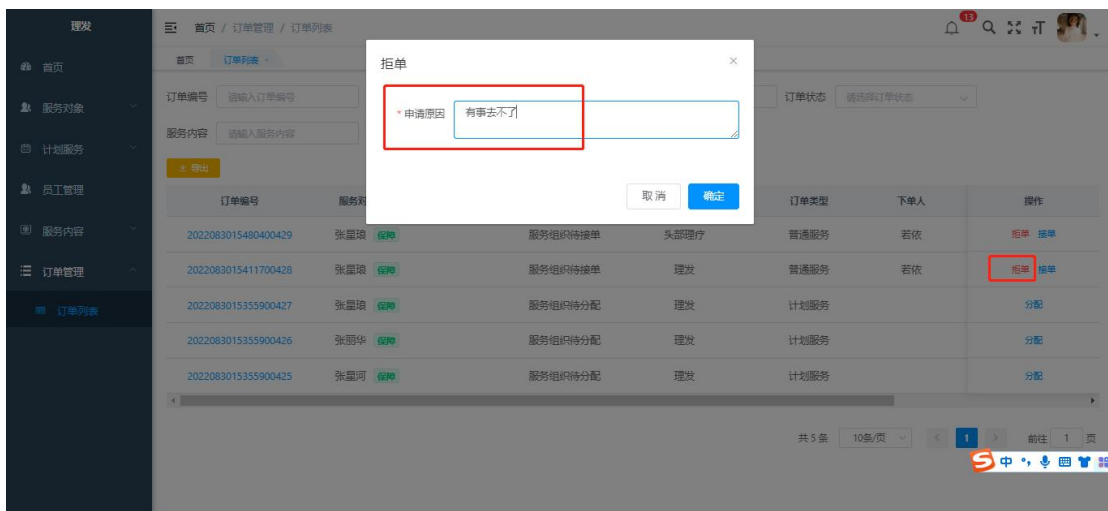 理发
首页 / 订单管理 / 订单列表
13
首页
服务对象
计划服务
员工管理
服务内容
订单管理
订单列表
首页
订单列表
订单编号 请输入订单编号
订单状态 请选择订单状态
服务内容 请输入服务内容
导出
拒单
* 申请原因 有事去不了
取消 确定
订单编号 服务对 订单类型 下单人 操作
2022083015480400429 张星琅 保障 服务组织待接单 头部理疗 普通服务 若依 拒单 接单
2022083015411700428 张星琅 保障 服务组织待接单 理发 普通服务 若依 拒单 接单
2022083015355900427 张星琅 保障 服务组织待分配 理发 计划服务 分配
2022083015355900426 张丽华 保障 服务组织待分配 理发 计划服务 分配
2022083015355900425 张星河 保障 服务组织待分配 理发 计划服务 分配
共 5 条 10条/页 1 前往 1 页
中